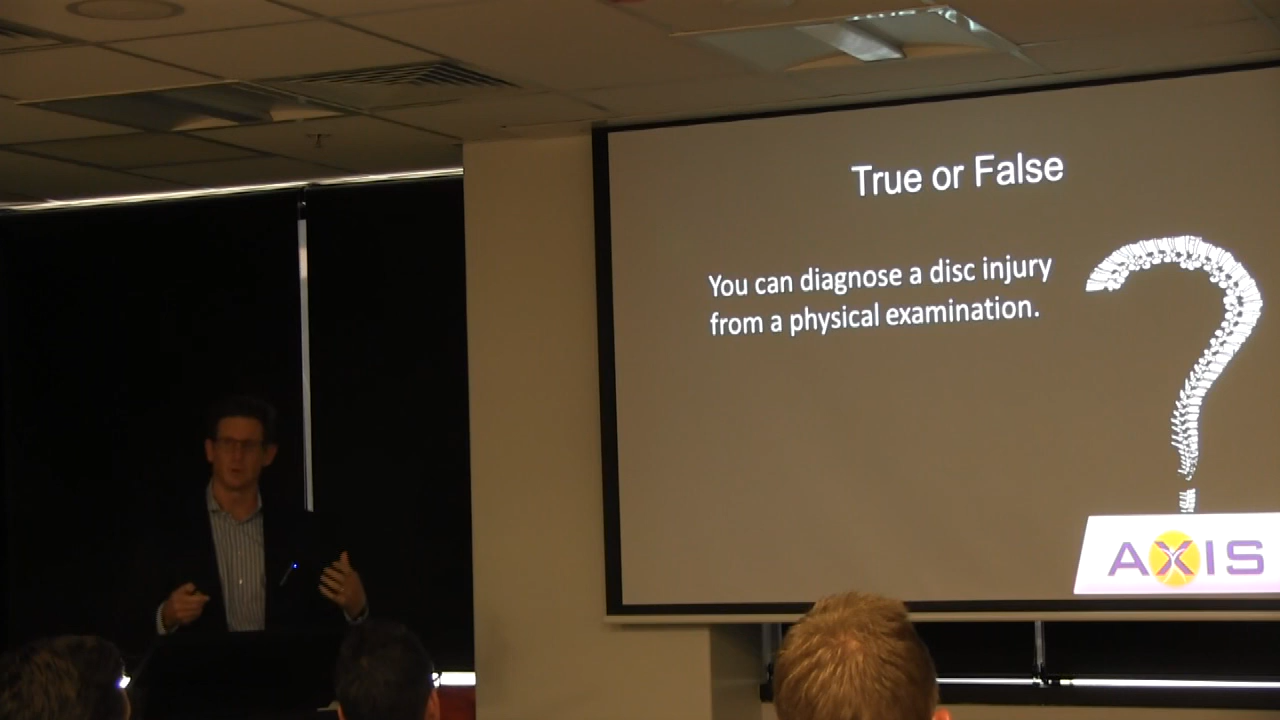 True or False
You can diagnose a disc injury
from a physical examination.
AXIS